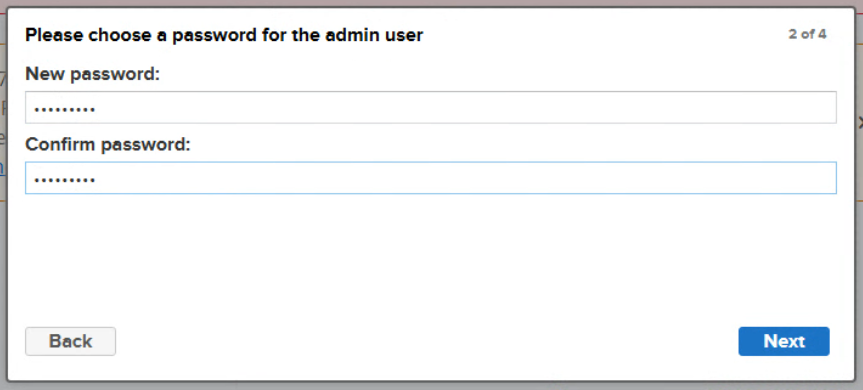 Please choose a password for the admin user
2 of 4
New password:
•••••••••
Confirm password:
•••••••••
Back
Next